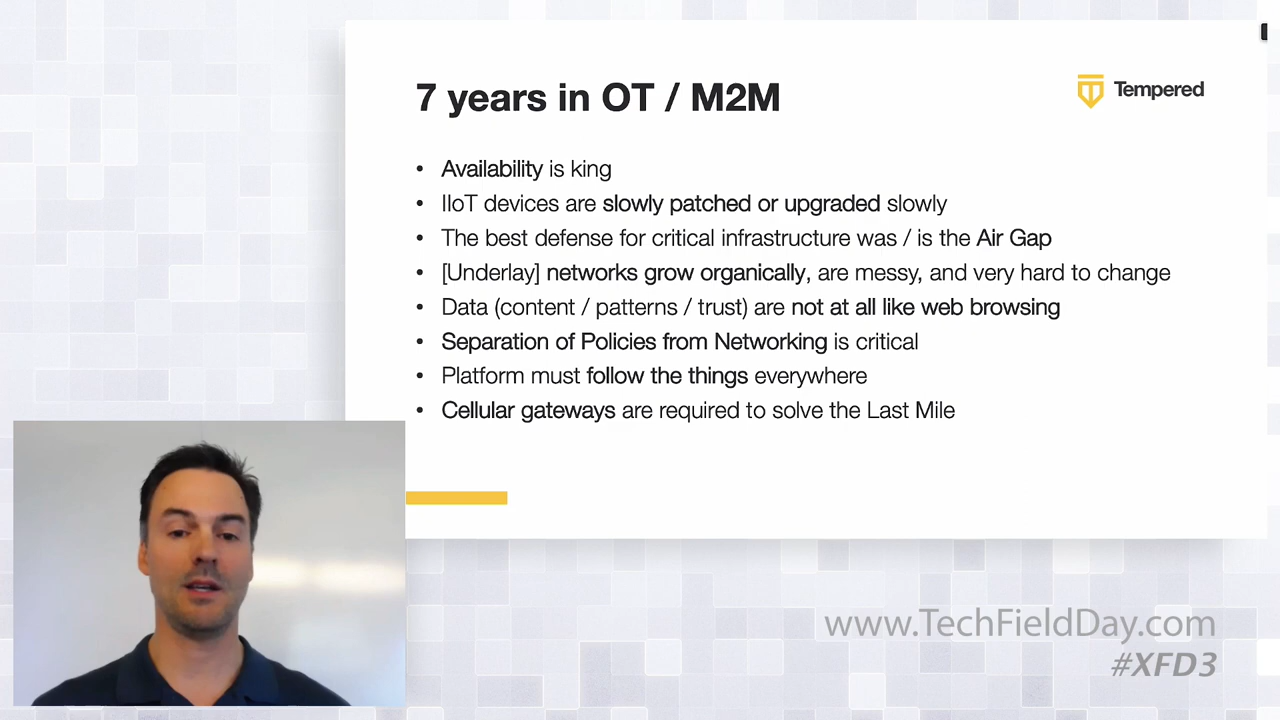 7 years in OT / M2M
Tempered
• Availability is king
• IIoT devices are slowly patched or upgraded slowly
• The best defense for critical infrastructure was / is the Air Gap
• [Underlay] networks grow organically, are messy, and very hard to change
• Data (content / patterns / trust) are not at all like web browsing
• Separation of Policies from Networking is critical
• Platform must follow the things everywhere
• Cellular gateways are required to solve the Last Mile
www.TechFieldDay.com
#XFD3